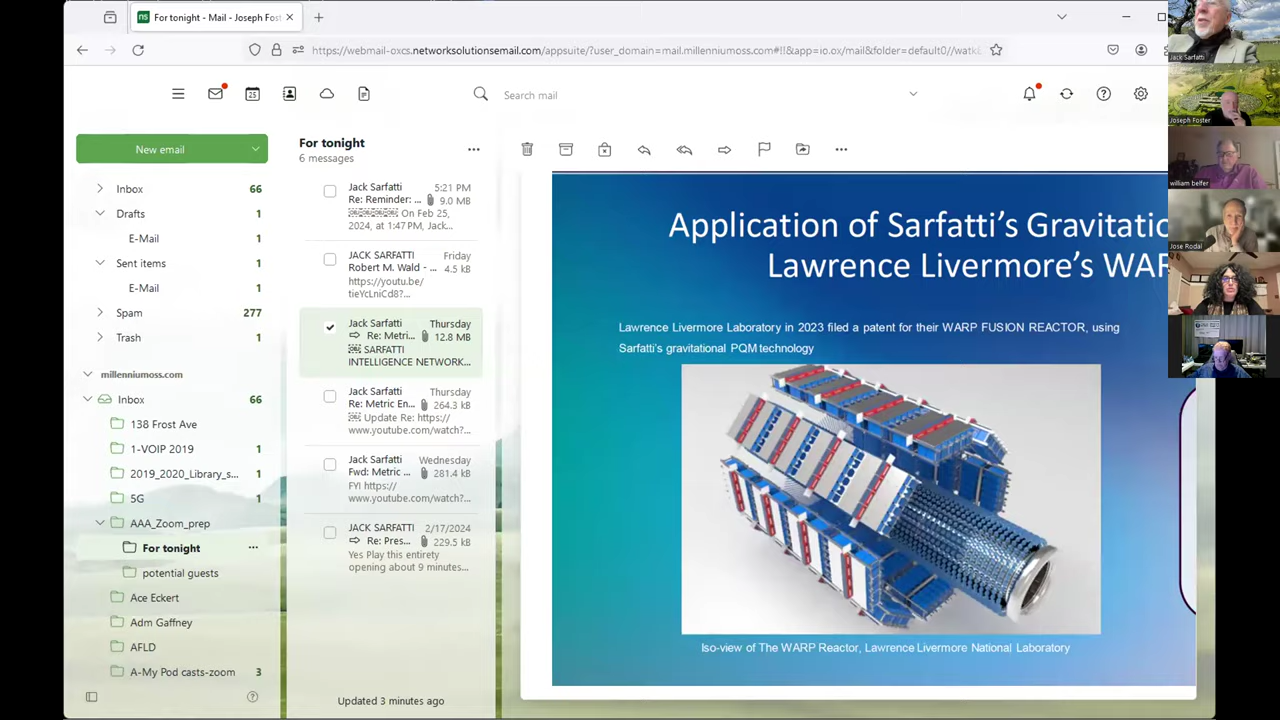 For tonight - Mail - Joseph Fost
https://webmail-oxcs.networksolutionsemail.com/appsuite/?user_domain=mail.millenniumoss.com#!!&app=io.ox/mail&folder=default0//watk
25
Search mail
New email
Inbox 66
Drafts 1
E-Mail 1
Sent items 1
E-Mail 1
Spam 277
Trash
millenniumoss.com
Inbox 66
138 Frost Ave
1-VOIP 2019 1
2019_2020_Library_s... 1
5G 1
AAA_Zoom_prep
For tonight
potential guests
Ace Eckert
Adm Gaffney
AFLD
A-My Pod casts-zoom 3
For tonight
6 messages
Jack Sarfatti 5:21 PM
Re: Reminder: ... 9.0 MB
On Feb 25,
2024, at 1:47 PM, Jack...
JACK SARFATTI Friday
Robert M. Wald - ... 4.5 kB
https://youtu.be/
tieYcLniCd8?...
Jack Sarfatti Thursday
Re: Metri... 12.8 MB
SARFATTI
INTELLIGENCE NETWORK...
Jack Sarfatti Thursday
Re: Metric En... 264.3 kB
Update Re: https://
www.youtube.com/watch?...
Jack Sarfatti Wednesday
Fwd: Metric ... 281.4 kB
FYI https://
www.youtube.com/watch?...
JACK SARFATTI 2/17/2024
Re: Pres... 229.5 kB
Yes Play this entirety
opening about 9 minutes...
Updated 3 minutes ago
Application of Sarfatti's Gravitatio
Lawrence Livermore's WAR
Lawrence Livermore Laboratory in 2023 filed a patent for their WARP FUSION REACTOR, using
Sarfatti's gravitational PQM technology
Iso-view of The WARP Reactor, Lawrence Livermore National Laboratory
Jack Sarfatti
Joseph Foster
william belfer
Jose Rodal